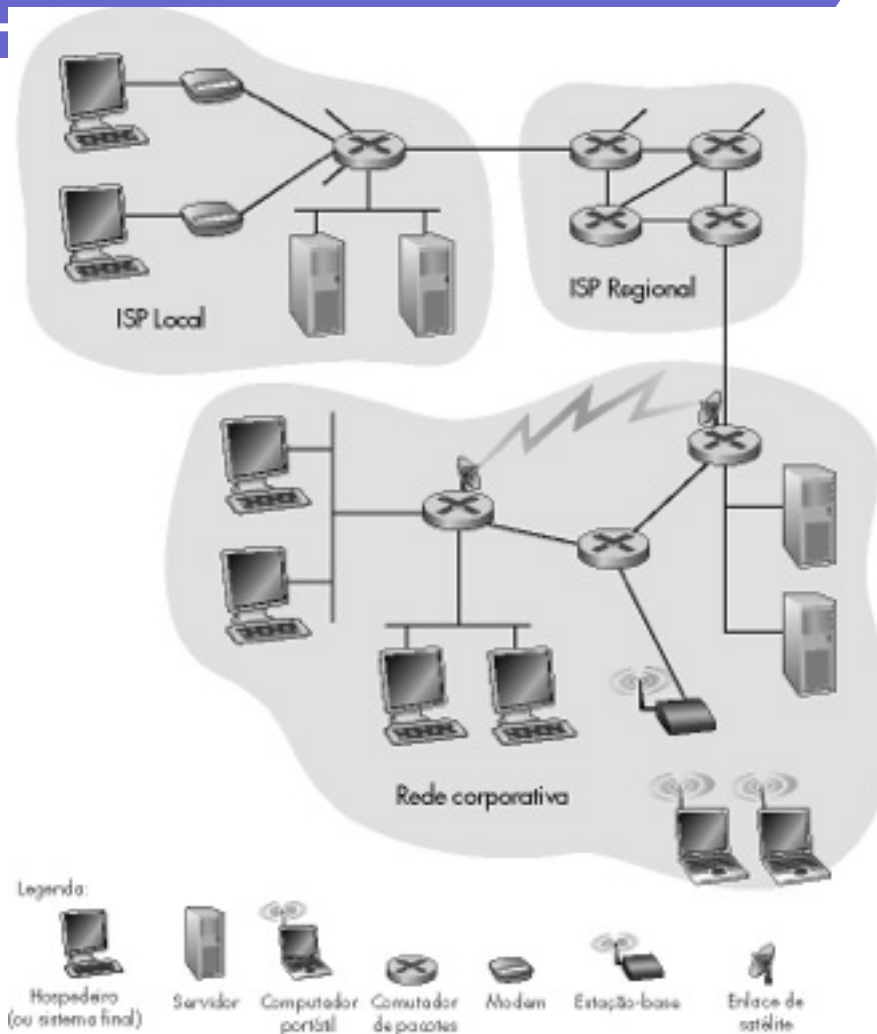 ISP Local
ISP Regional
Rede corporativa
Legenda:
Hospedeiro
(ou sistema final)
Servidor
Computador
portátil
Comutador
de pacotes
Modem
Estação-base
Enlace de
satélite